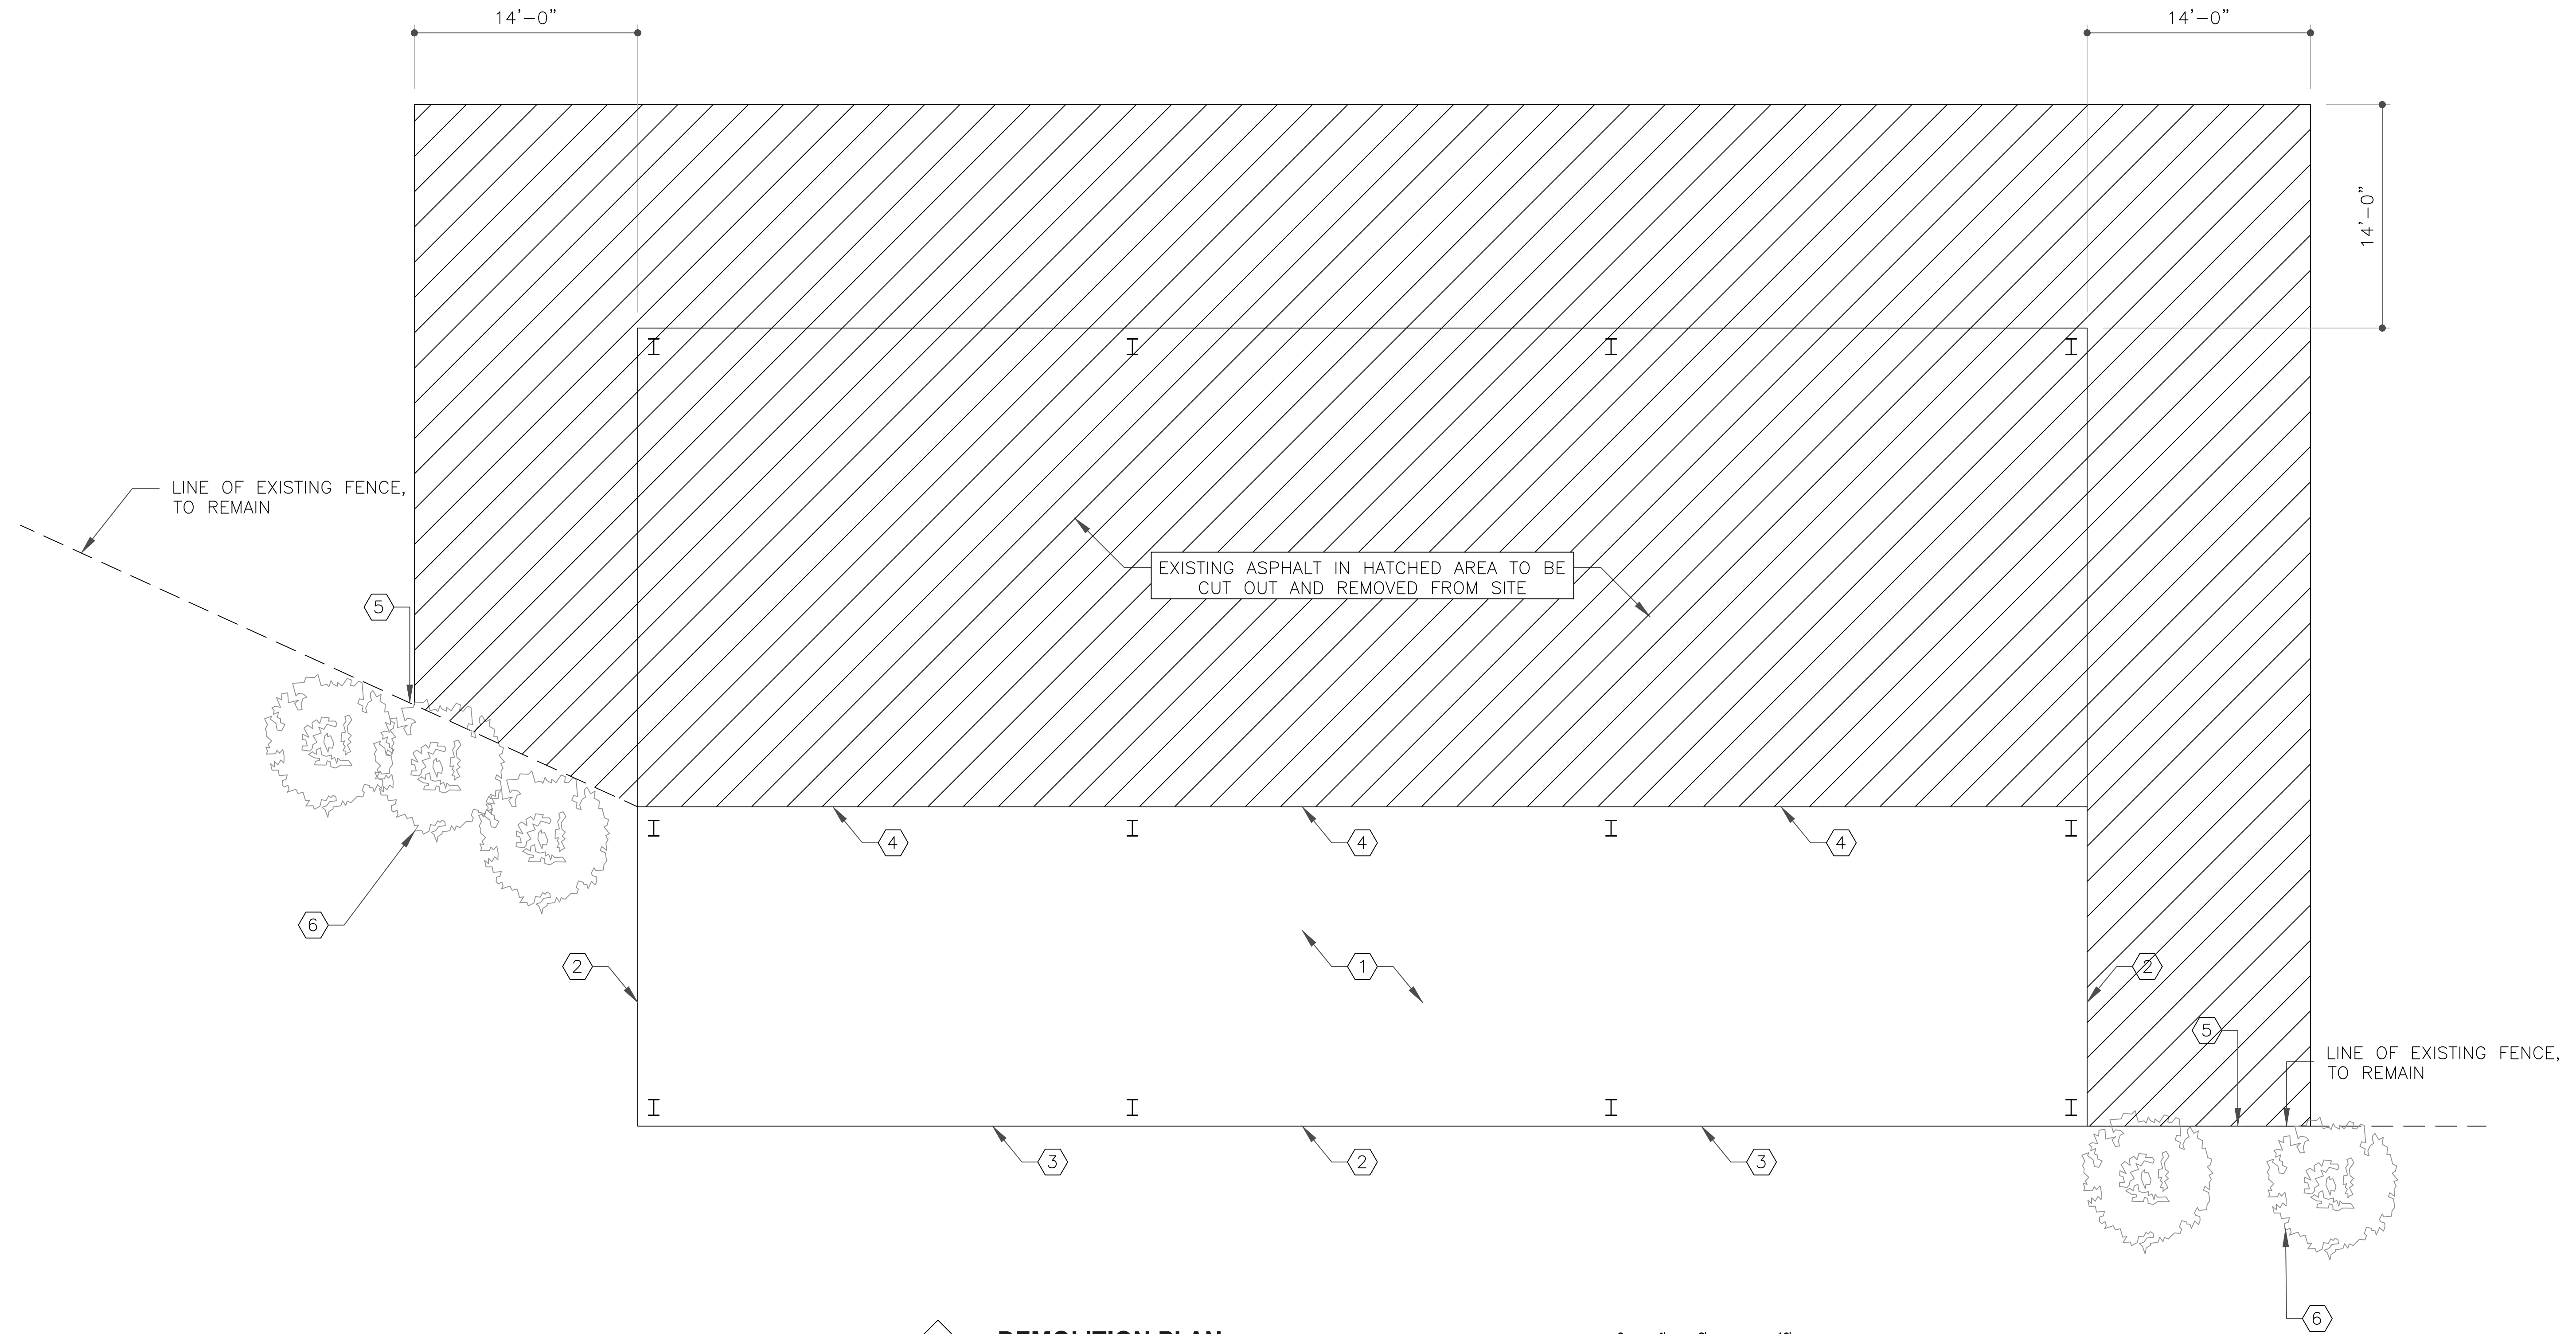 14'-0"
14'-0"
14'-0"
LINE OF EXISTING FENCE,
TO REMAIN
EXISTING ASPHALT IN HATCHED AREA TO BE
CUT OUT AND REMOVED FROM SITE
5
4
4
4
6
2
1
2
5
LINE OF EXISTING FENCE,
TO REMAIN
3
2
3
6
DEMOLITION PLAN